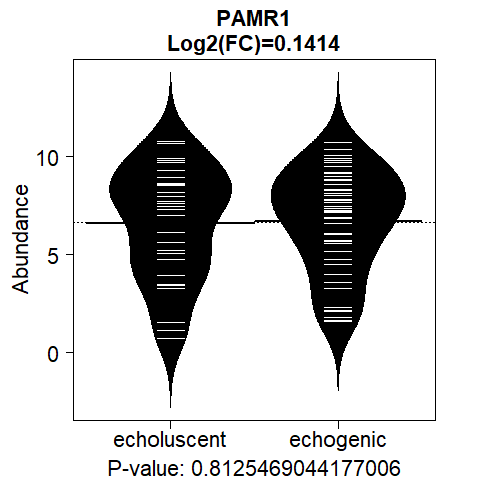 PAMR1
Log2(FC)=0.1414
Abundance
10
5
0
echoluscent echogenic
P-value: 0.8125469044177006